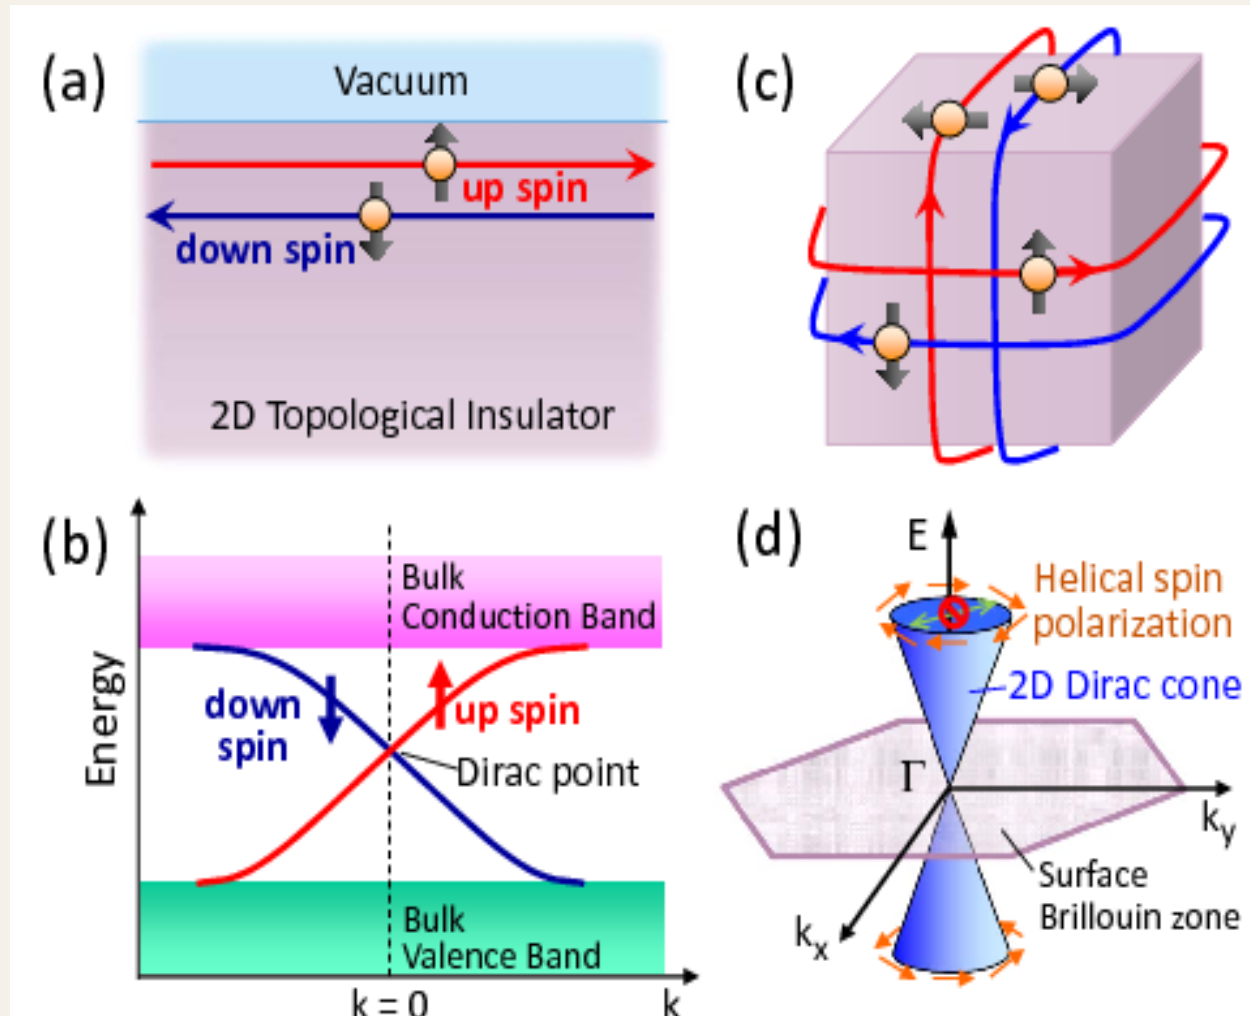 (a)
Vacuum
up spin
down spin
2D Topological Insulator
(c)
(b)
Energy
Bulk
Conduction Band
down
spin
up spin
Dirac point
Bulk
Valence Band
k = 0
k
(d)
E
Helical spin
polarization
2D Dirac cone
Γ
ky
kx
Surface
Brillouin zone